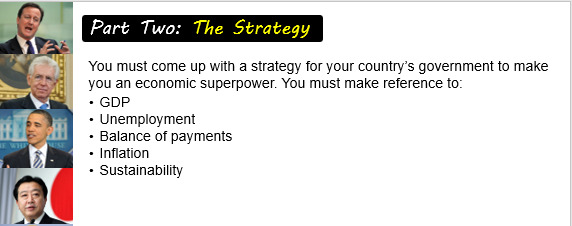 Part Two: The Strategy
You must come up with a strategy for your country's government to make
you an economic superpower. You must make reference to:
• GDP
• Unemployment
• Balance of payments
• Inflation
• Sustainability